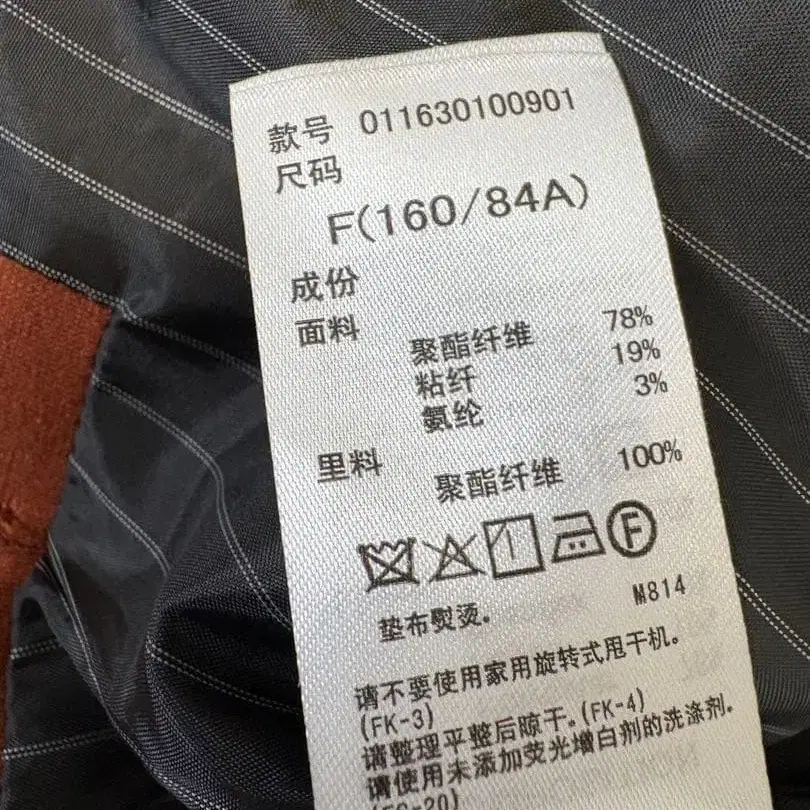 款号 011630100901
尺码
F(160/84A)
成份
面料
聚酯纤维 78%
粘纤 19%
氨纶 3%
里料
聚酯纤维 100%
F
垫布熨烫。 M814
请不要使用家用旋转式甩干机。
(FK-3)
请整理平整后晾干。(FK-4)
请使用未添加荧光增白剂的洗涤剂。